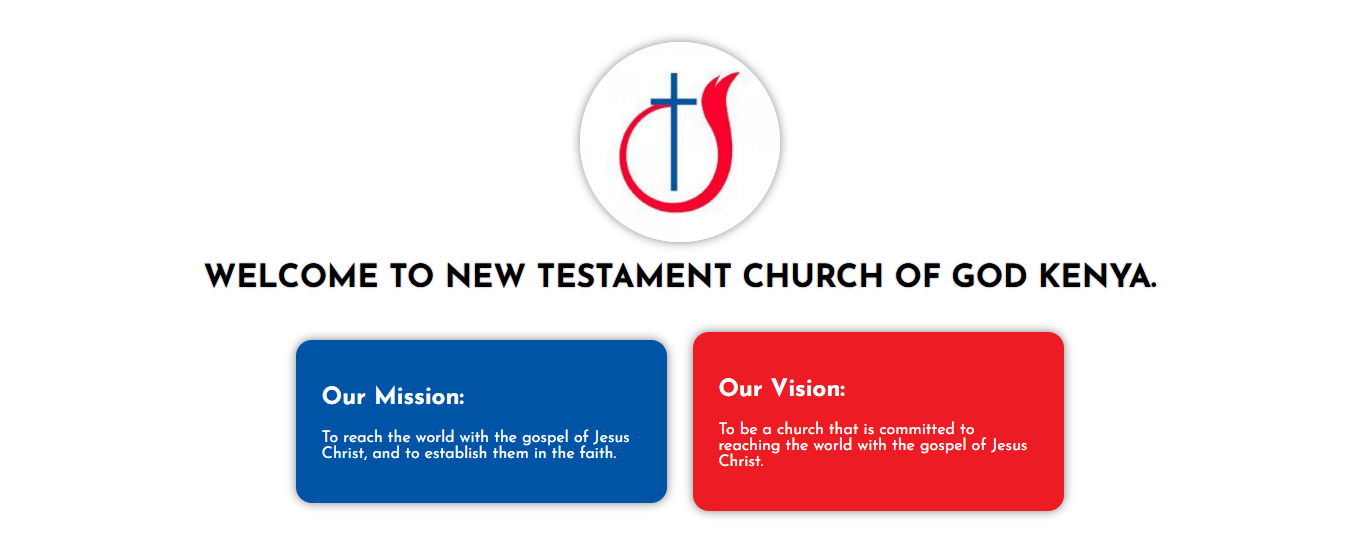 WELCOME TO NEW TESTAMENT CHURCH OF GOD KENYA.
Our Mission:
To reach the world with the gospel of Jesus
Christ, and to establish them in the faith.
Our Vision:
To be a church that is committed to
reaching the world with the gospel of Jesus
Christ.